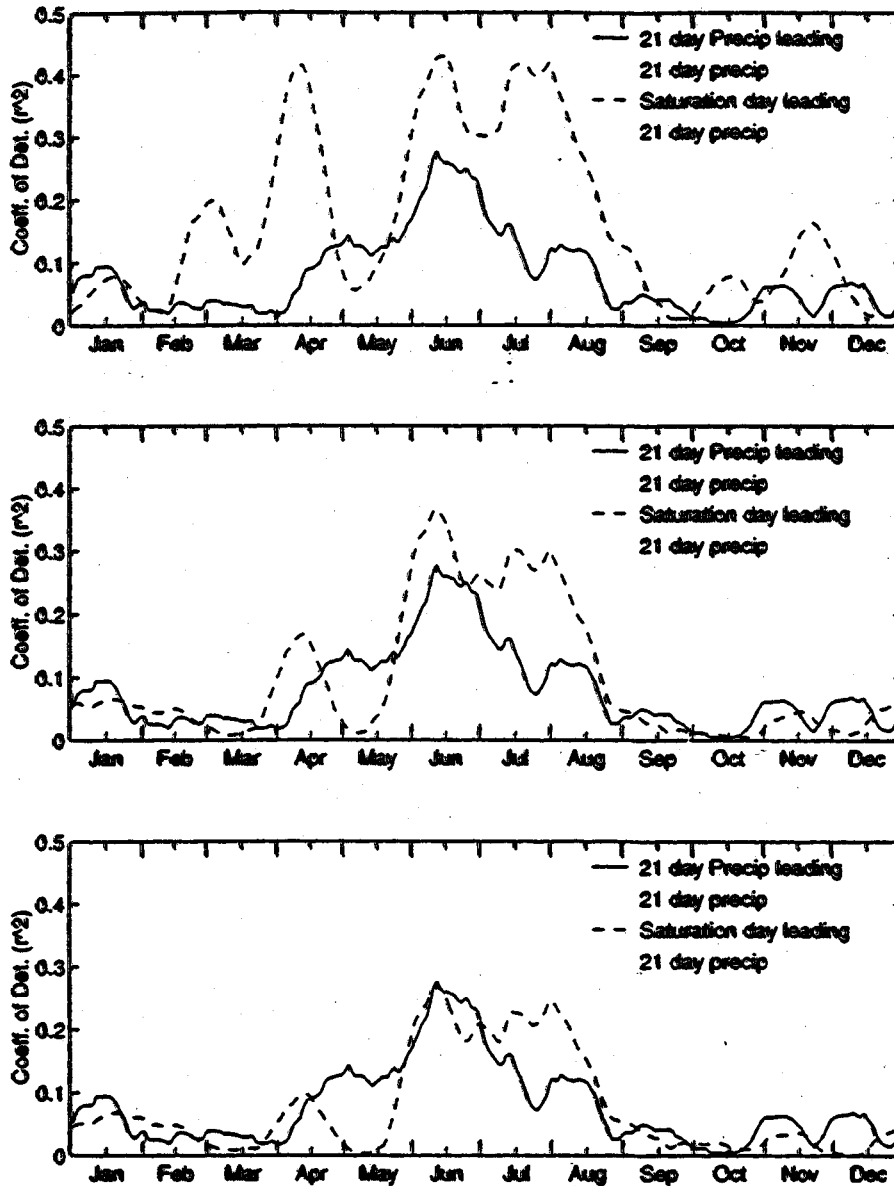 0.5
0.4
0.3
0.2
0.1
0
Coeff. of Det. (r^2)
21 day Precip leading
21 day precip
Saturation day leading
21 day precip
Jan Feb Mar Apr May Jun Jul Aug Sep Oct Nov Dec
0.5
0.4
0.3
0.2
0.1
0
Coeff. of Det. (r^2)
21 day Precip leading
21 day precip
Saturation day leading
21 day precip
Jan Feb Mar Apr May Jun Jul Aug Sep Oct Nov Dec
0.5
0.4
0.3
0.2
0.1
0
Coeff. of Det. (r^2)
21 day Precip leading
21 day precip
Saturation day leading
21 day precip
Jan Feb Mar Apr May Jun Jul Aug Sep Oct Nov Dec